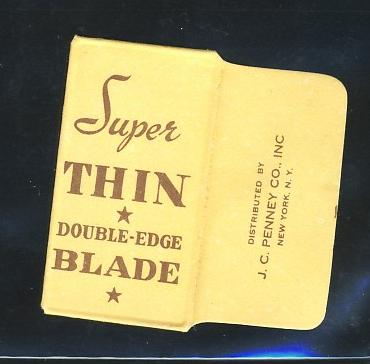 Super
THIN
★
DOUBLE-EDGE
BLADE
★
DISTRIBUTED BY
J. C. PENNEY CO., INC
NEW YORK, N. Y.